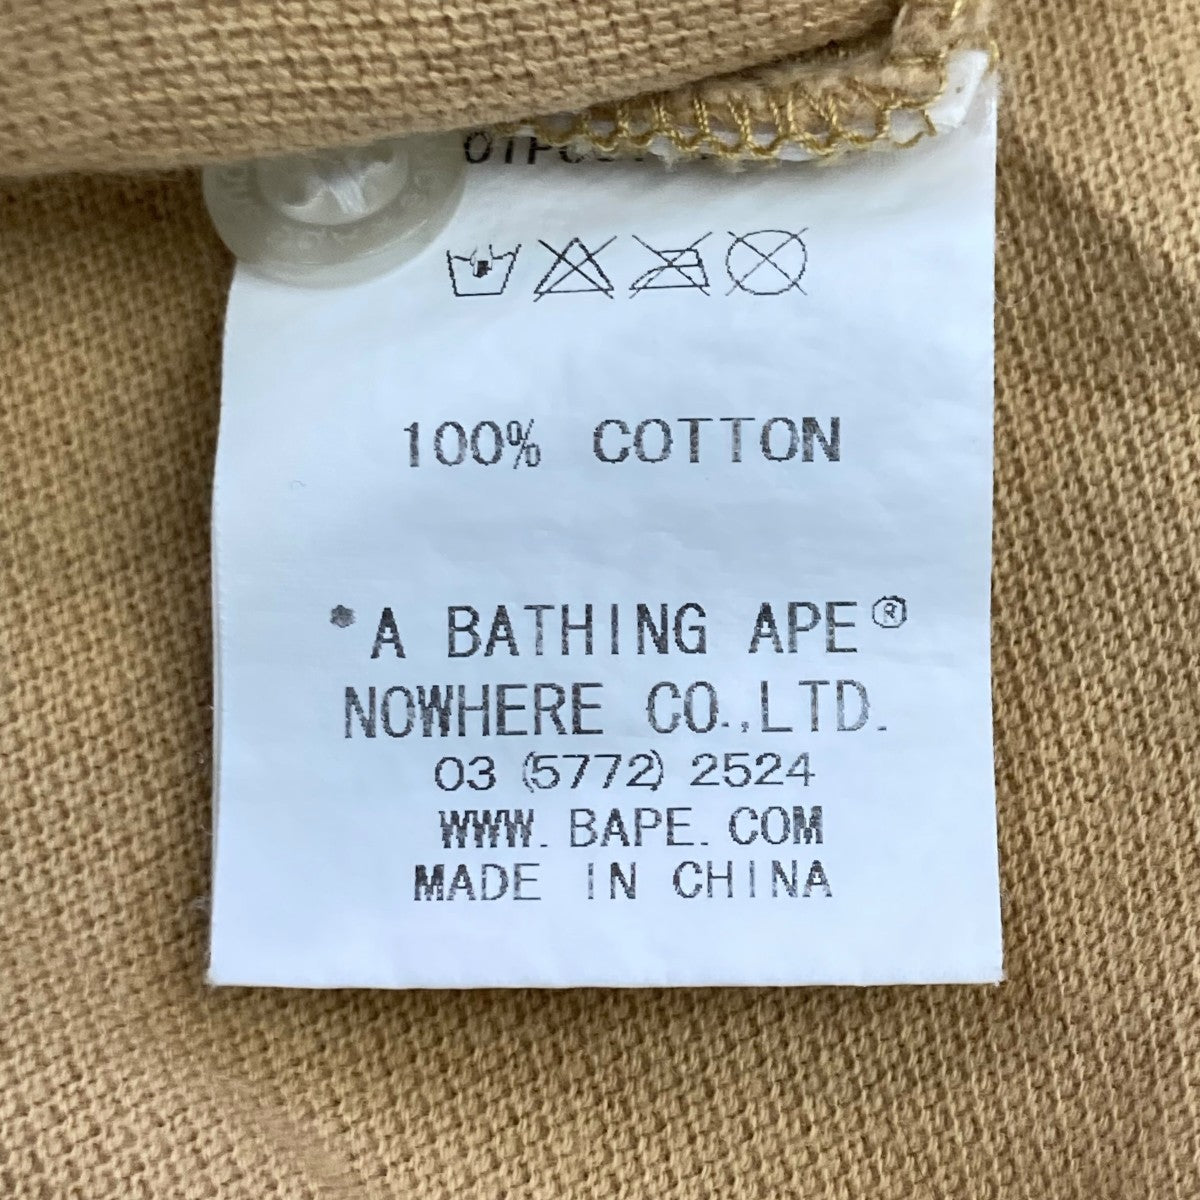 100% COTTON
*A BATHING APE®
NOWHERE CO.,LTD.
03 (5772) 2524
WWW.BAPE.COM
MADE IN CHINA